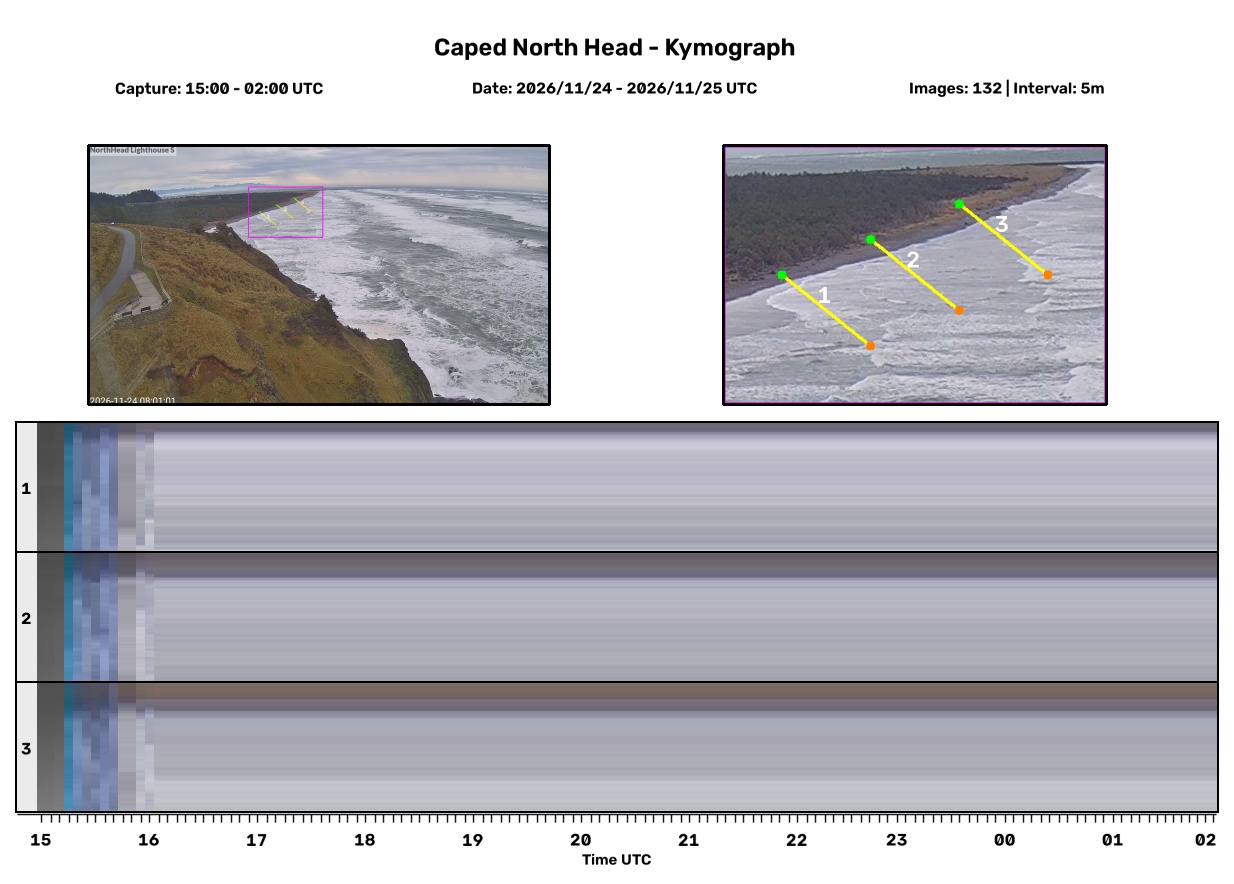 Caped North Head - Kymograph
Capture: 15:00 - 02:00 UTC
Date: 2026/11/24 - 2026/11/25 UTC
Images: 132 | Interval: 5m
NorthHead Lighthouse S
2026-11-24 08:01:01
1
2
3
1
2
3
15 16 17 18 19 20 21 22 23 00 01 02
Time UTC